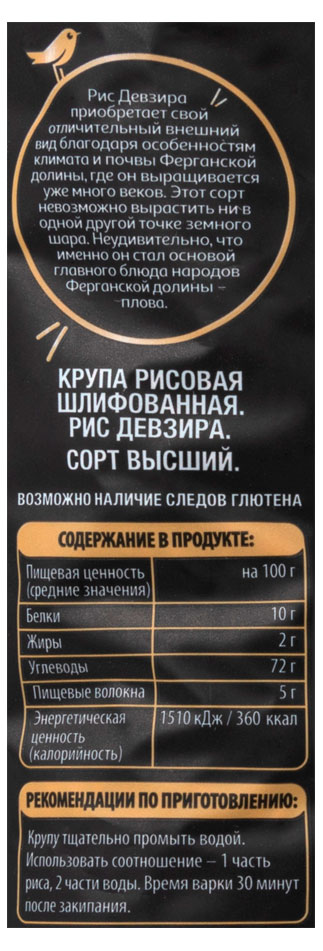 Рис Девзира
приобретает свой
отличительный внешний
вид благодаря особенностям
климата и почвы Ферганской
долины, где он выращивается
уже много веков. Этот сорт
невозможно вырастить ни в
одной другой точке земного
шара. Неудивительно, что
именно он стал основой
главного блюда народов
Ферганской долины –
плова.
КРУПА РИСОВАЯ
ШЛИФОВАННАЯ.
РИС ДЕВЗИРА.
СОРТ ВЫСШИЙ.
ВОЗМОЖНО НАЛИЧИЕ СЛЕДОВ ГЛЮТЕНА
СОДЕРЖАНИЕ В ПРОДУКТЕ:
Пищевая ценность на 100 г
(средние значения)
Белки 10 г
Жиры 2 г
Углеводы 72 г
Пищевые волокна 5 г
Энергетическая 1510 кДж / 360 ккал
ценность
(калорийность)
РЕКОМЕНДАЦИИ ПО ПРИГОТОВЛЕНИЮ:
Крупу тщательно промыть водой.
Использовать соотношение – 1 часть
риса, 2 части воды. Время варки 30 минут
после закипания.